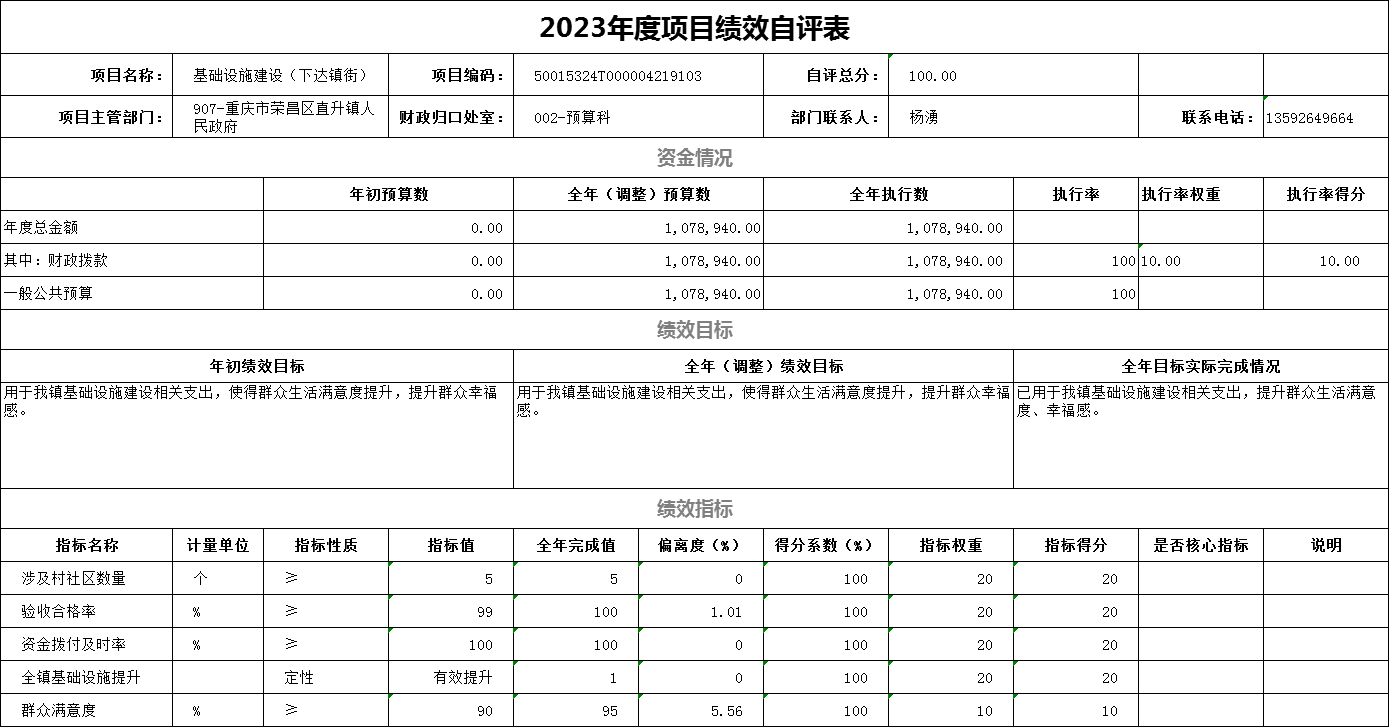 2023年度项目绩效自评表
项目名称： 基础设施建设（下达镇街） 项目编码： 50015324T000004219103 自评总分： 100.00
项目主管部门： 907-重庆市荣昌区直升镇人民政府 财政归口处室： 002-预算科 部门联系人： 杨湧 联系电话： 13592649664
资金情况
年初预算数 全年（调整）预算数 全年执行数 执行率 执行率权重 执行率得分
年度总金额 0.00 1,078,940.00 1,078,940.00
其中：财政拨款 0.00 1,078,940.00 1,078,940.00 100 10.00 10.00
一般公共预算 0.00 1,078,940.00 1,078,940.00 100
绩效目标
年初绩效目标 全年（调整）绩效目标 全年目标实际完成情况
用于我镇基础设施建设相关支出，使得群众生活满意度提升，提升群众幸福感。 用于我镇基础设施建设相关支出，使得群众生活满意度提升，提升群众幸福感。 已用于我镇基础设施建设相关支出，提升群众生活满意度、幸福感。
绩效指标
指标名称 计量单位 指标性质 指标值 全年完成值 偏离度（%） 得分系数（%） 指标权重 指标得分 是否核心指标 说明
涉及村社区数量 个 ≥ 5 5 0 100 20 20
验收合格率 % ≥ 99 100 1.01 100 20 20
资金拨付及时率 % ≥ 100 100 0 100 20 20
全镇基础设施提升 定性 有效提升 1 0 100 20 20
群众满意度 % ≥ 90 95 5.56 100 10 10